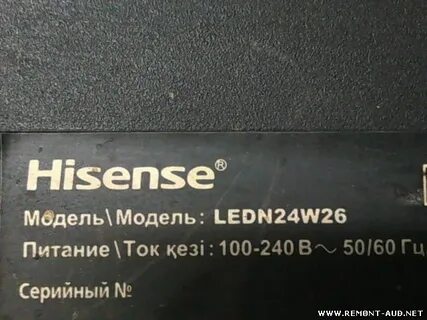 Hisense®
Модель\Модель: LEDN24W26
Питание\Ток қезі: 100-240 В ~ 50/60 Гц
Серийный №
WWW.REMONT-AUD.NET